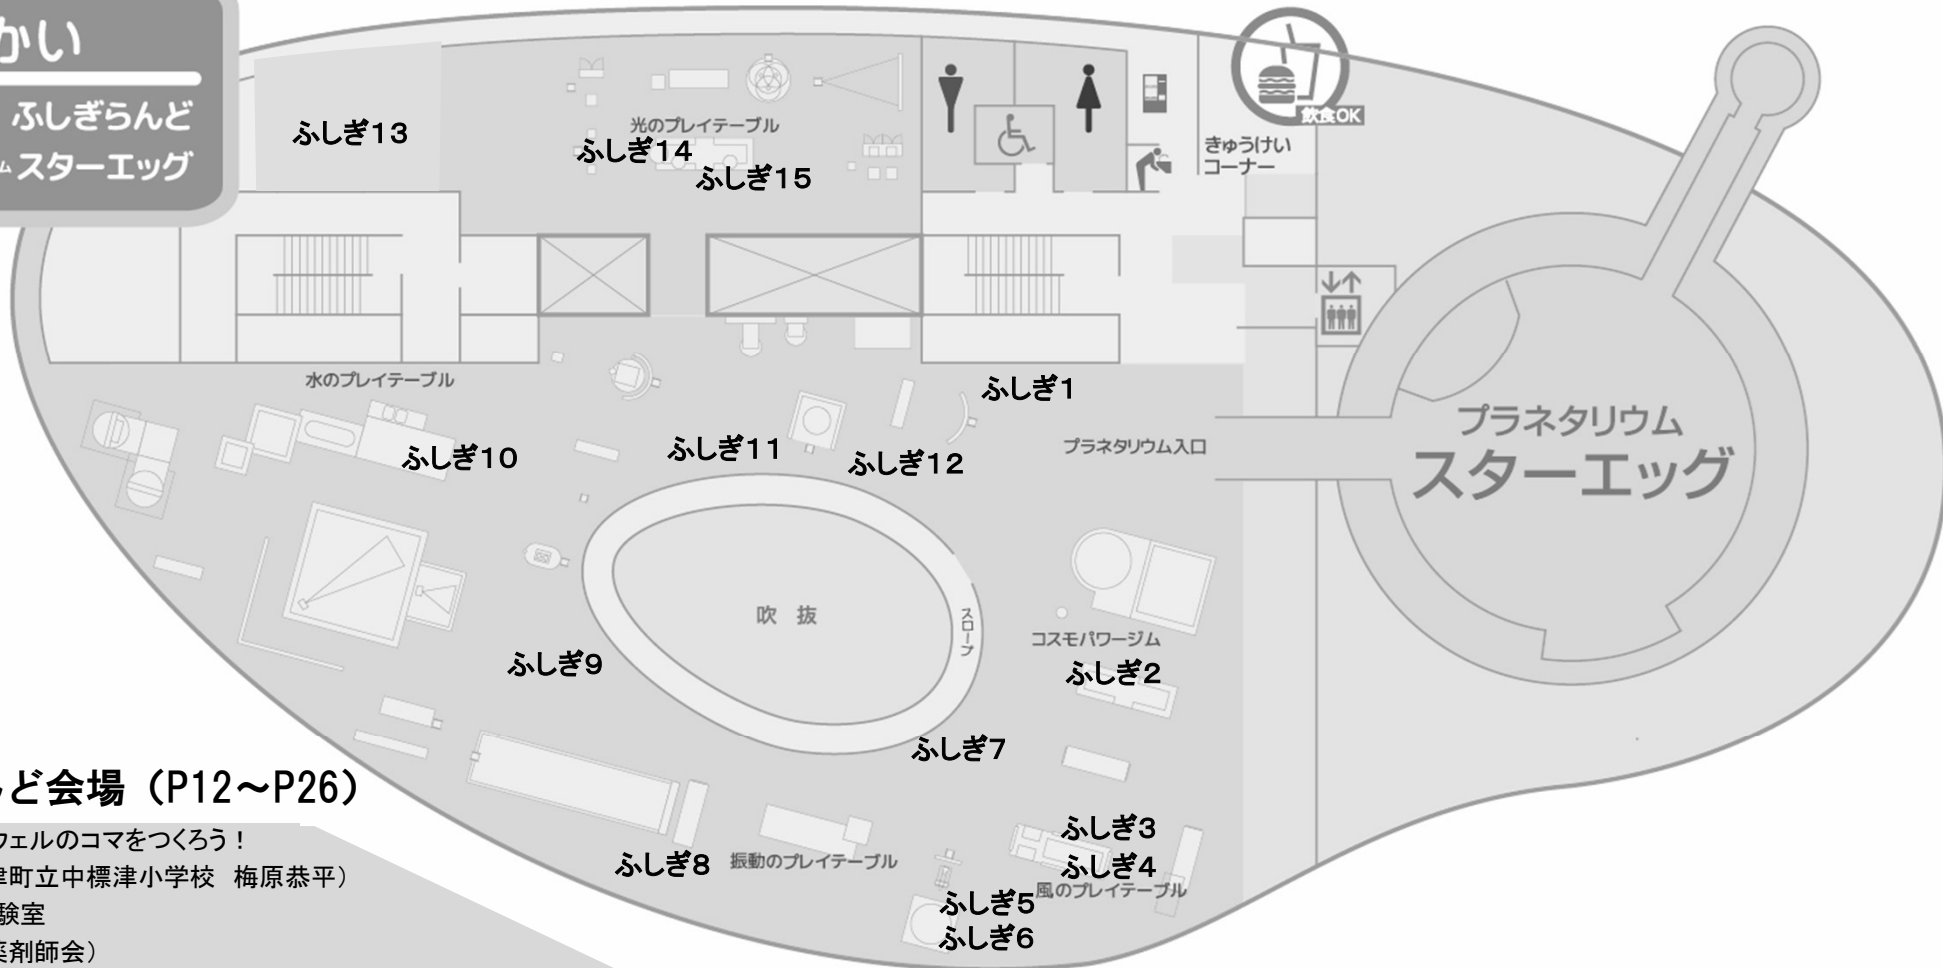 かい
ふしぎらんど
ム スターエッグ
飲食OK
きゅうけい
コーナー
ふしぎ13
光のプレイテーブル
ふしぎ14
ふしぎ15
水のプレイテーブル
ふしぎ1
ふしぎ10
ふしぎ11
ふしぎ12
プラネタリウム入口
プラネタリウム
スターエッグ
吹 抜
スロープ
コスモパワージム
ふしぎ2
ふしぎ9
ふしぎ7
ふしぎ3
ふしぎ4
風のプレイテーブル
ふしぎ8
振動のプレイテーブル
ふしぎ5
ふしぎ6
ど会場（P12～P26）
ウェルのコマをつくろう！
津町立中標津小学校 梅原恭平）
験室
薬剤師会）